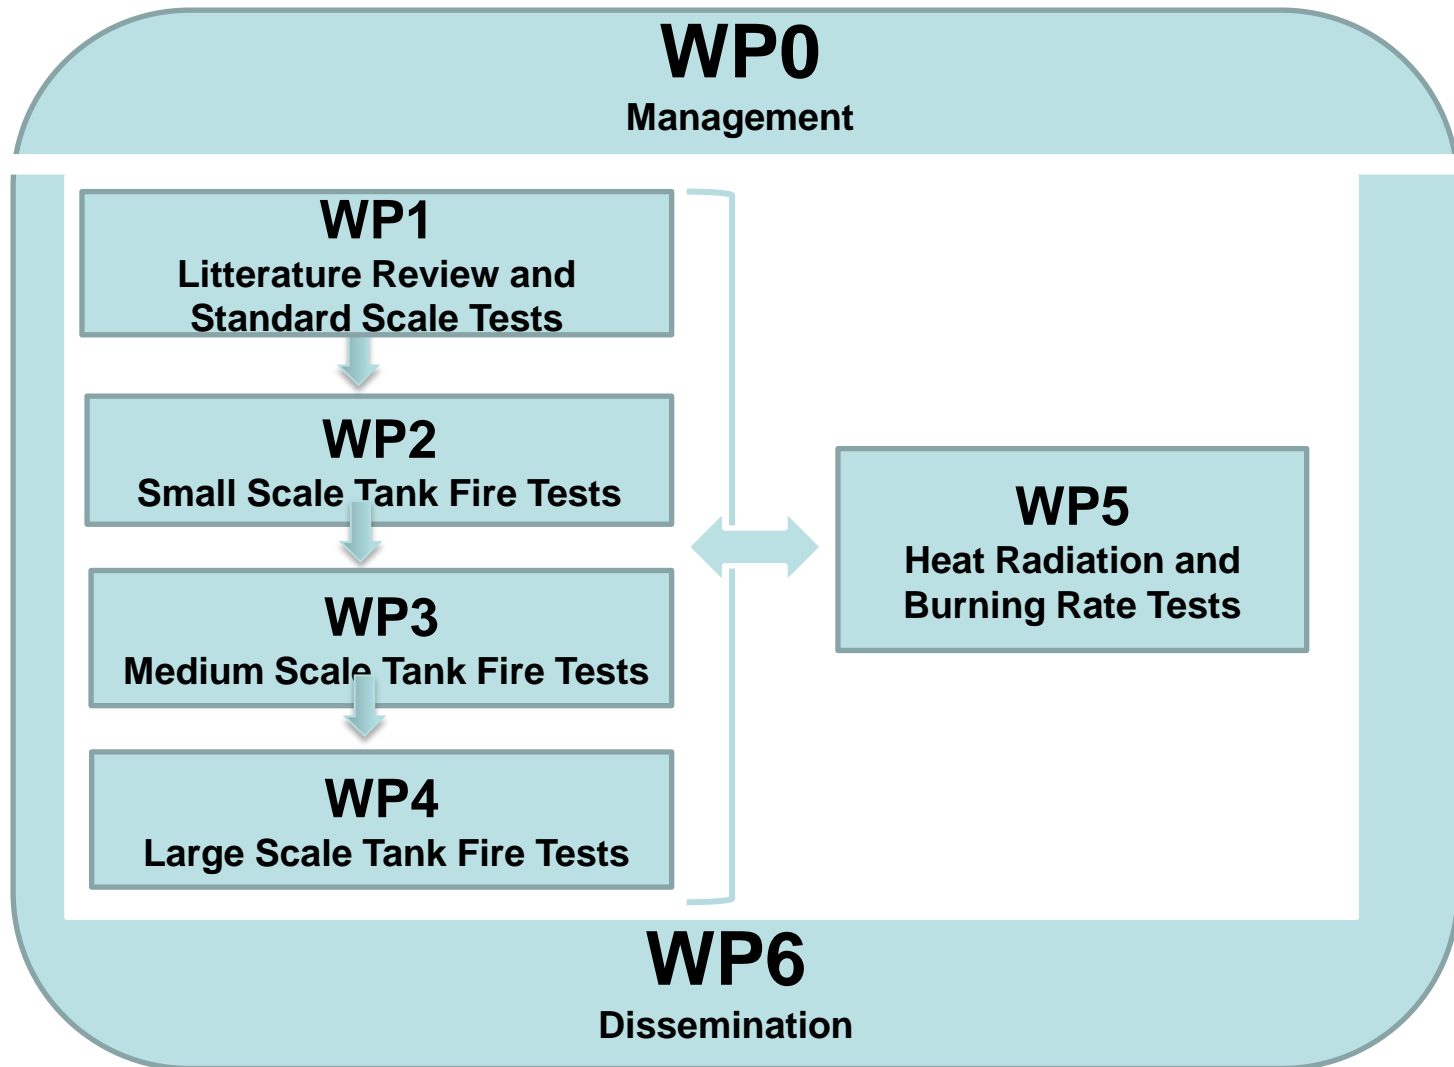 WP0
Management
WP1
Litterature Review and
Standard Scale Tests
WP2
Small Scale Tank Fire Tests
WP3
Medium Scale Tank Fire Tests
WP4
Large Scale Tank Fire Tests
WP5
Heat Radiation and
Burning Rate Tests
WP6
Dissemination